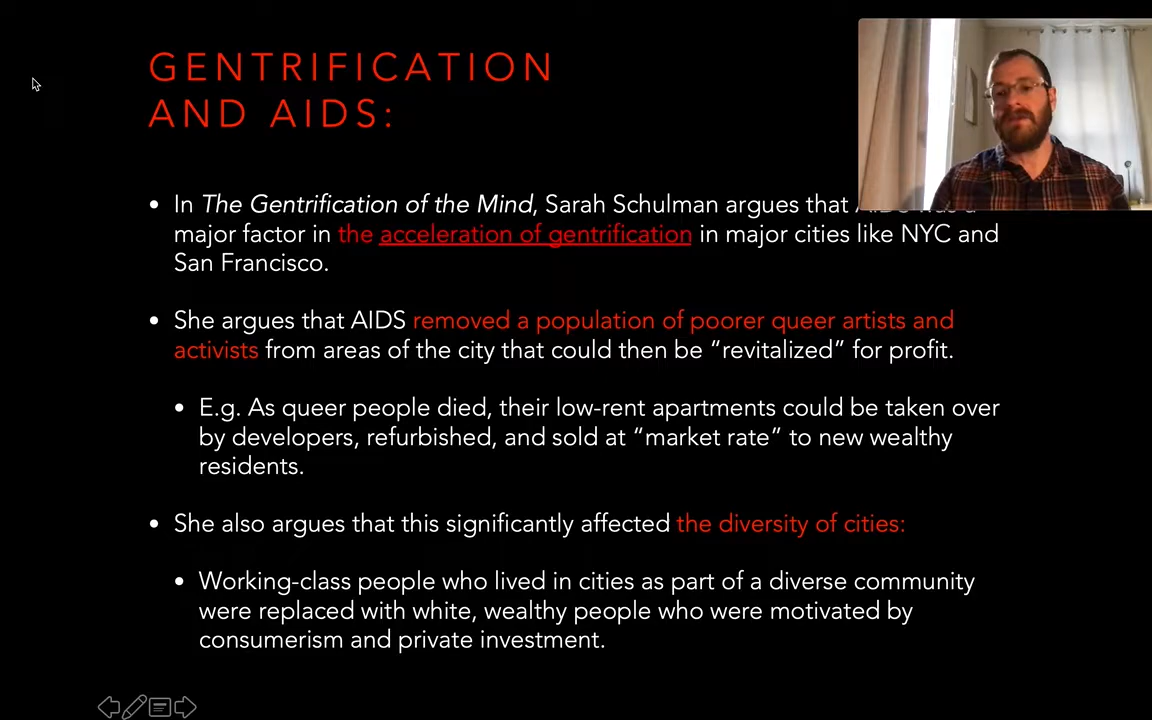 GENTRIFICATION
AND AIDS:
• In The Gentrification of the Mind, Sarah Schulman argues that
major factor in the acceleration of gentrification in major cities like NYC and
San Francisco.
• She argues that AIDS removed a population of poorer queer artists and
activists from areas of the city that could then be “revitalized” for profit.
• E.g. As queer people died, their low-rent apartments could be taken over
by developers, refurbished, and sold at “market rate” to new wealthy
residents.
• She also argues that this significantly affected the diversity of cities:
• Working-class people who lived in cities as part of a diverse community
were replaced with white, wealthy people who were motivated by
consumerism and private investment.